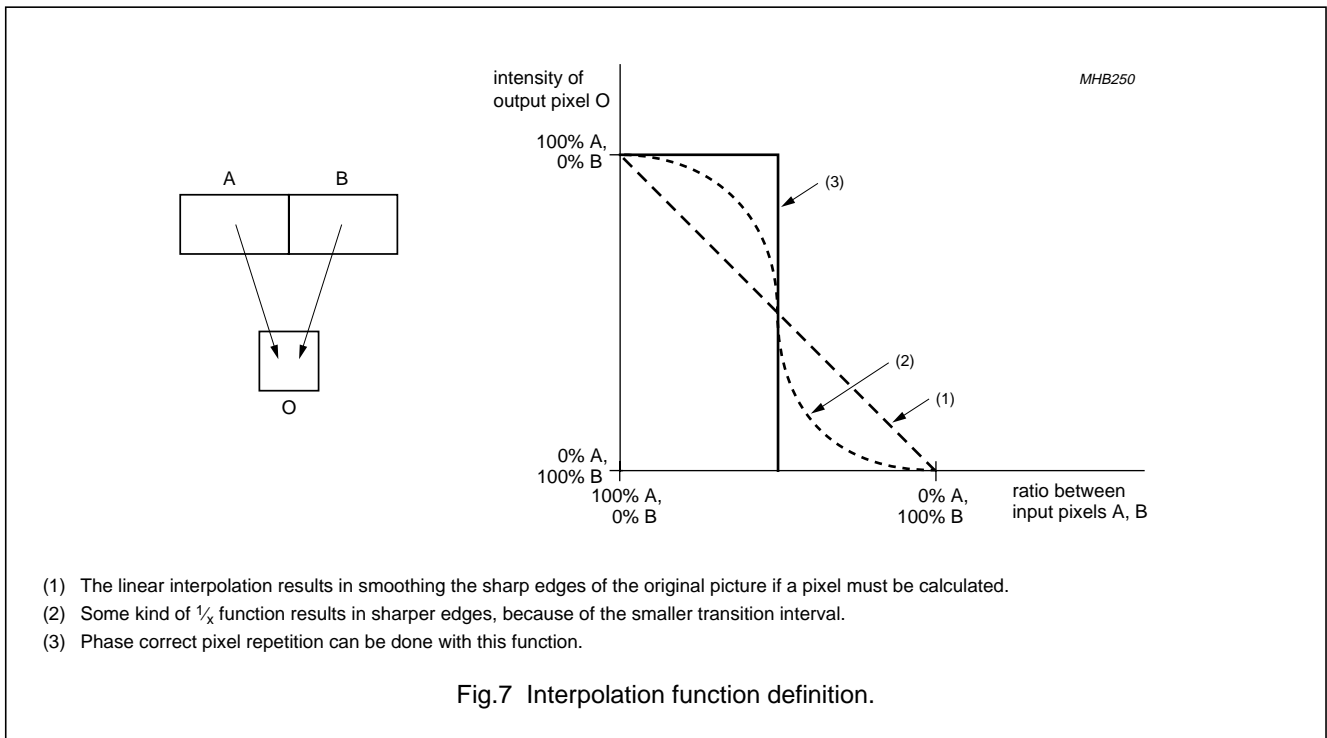 MHB250
intensity of
output pixel O
100% A,
0% B
A
B
(3)
(2)
(1)
O
0% A,
100% B
100% A,
0% B
0% A,
100% B
ratio between
input pixels A, B
(1) The linear interpolation results in smoothing the sharp edges of the original picture if a pixel must be calculated.
(2) Some kind of 1/x function results in sharper edges, because of the smaller transition interval.
(3) Phase correct pixel repetition can be done with this function.
Fig.7 Interpolation function definition.